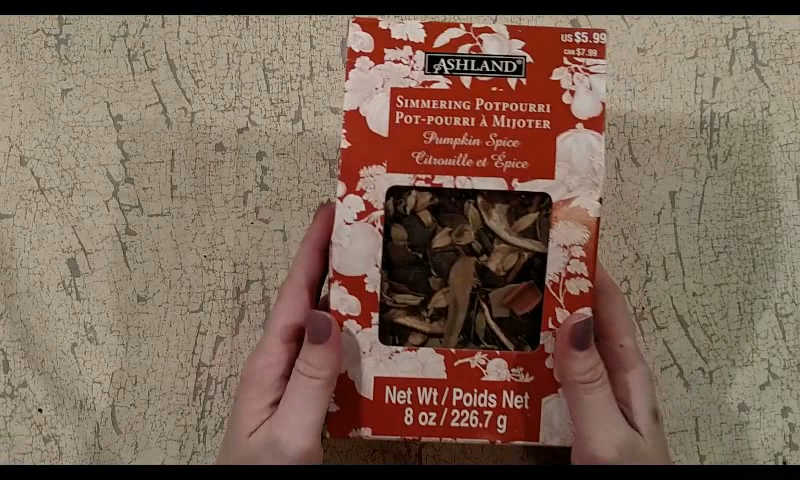 US $5.99
CAN $7.99
ASHLAND®
SIMMERING POTPOURRI
POT-POURRI À MIJOTER
Pumpkin Spice
Citrouille et Épice
Net Wt / Poids Net
8 oz / 226.7 g